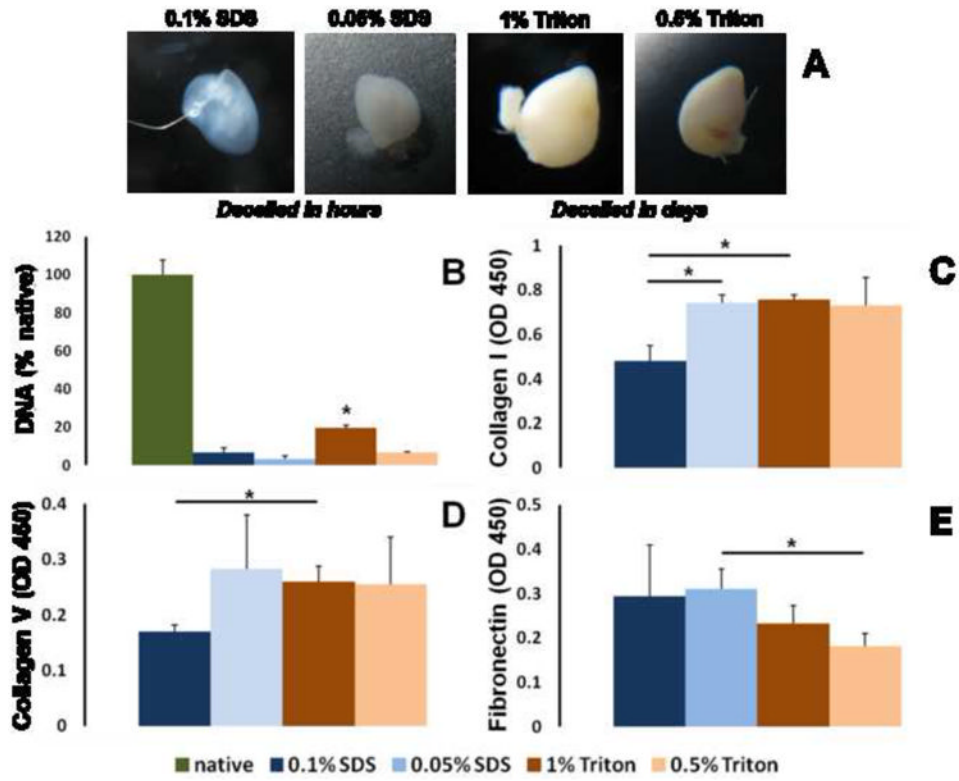 0.1% SDS 0.05% SDS 1% Triton 0.5% Triton
A
Decelled in hours Decelled in days
B
DNA (% native)
120
100
80
60
40
20
0
*
C
Collagen I (OD 450)
1
0.8
0.6
0.4
0.2
0
*
*
D
Collagen V (OD 450)
0.4
0.3
0.2
0.1
0
*
E
Fibronectin (OD 450)
0.5
0.4
0.3
0.2
0.1
0
*
native 0.1% SDS 0.05% SDS 1% Triton 0.5% Triton